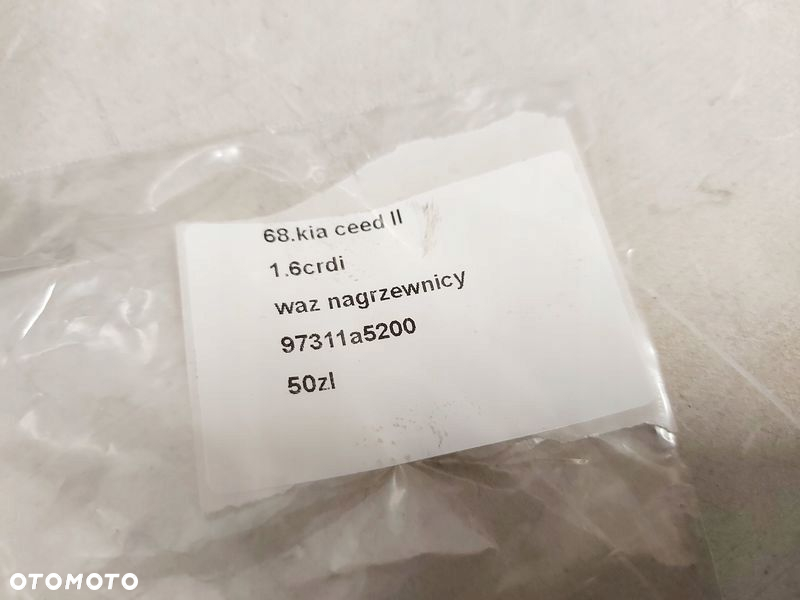 68.kia ceed II
1.6crdi
waz nagrzewnicy
97311a5200
50zl
OTOMOTO